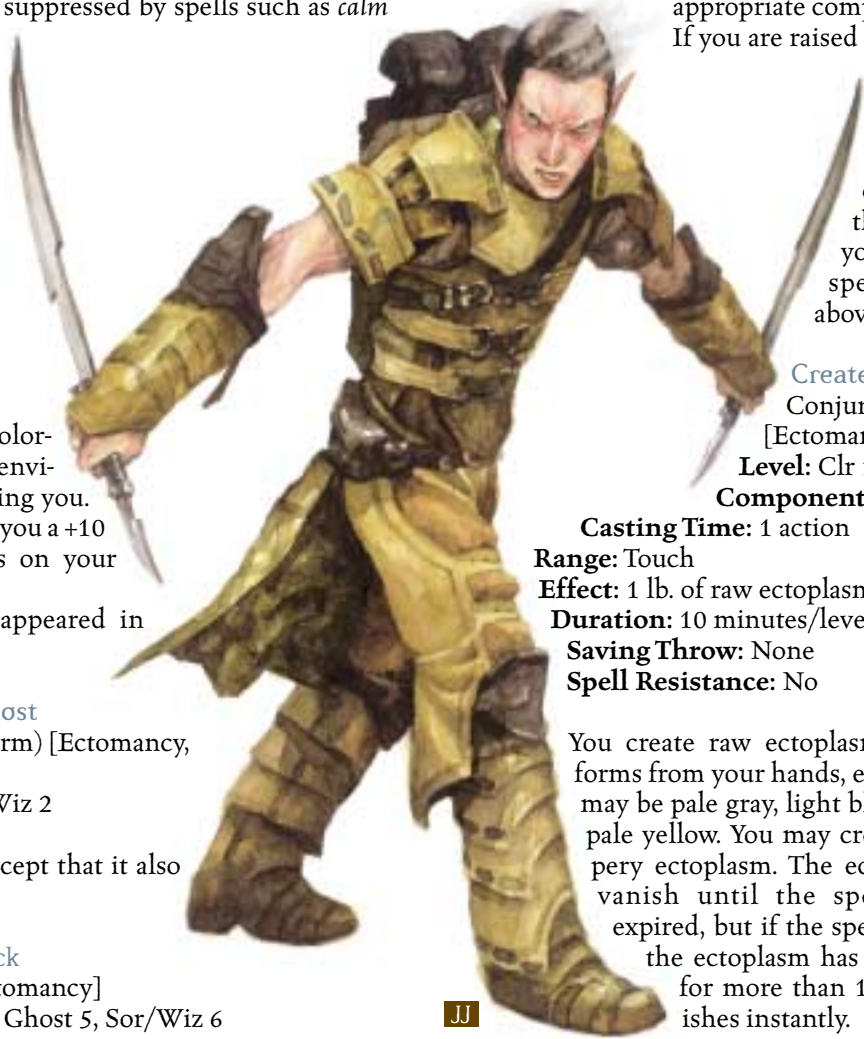 suppressed by spells such as calm
olor-
envi-
ing you.
you a +10
s on your
appeared in
ost
rm) [Ectomancy,
Wiz 2
cept that it also
ck
tomancy]
Ghost 5, Sor/Wiz 6
JJ
appropriate comp
If you are raised
th
yo
spe
abov
Create
Conjur
[Ectoman
Level: Clr
Component
Casting Time: 1 action
Range: Touch
Effect: 1 lb. of raw ectoplasm
Duration: 10 minutes/leve
Saving Throw: None
Spell Resistance: No
You create raw ectoplasm
forms from your hands, e
may be pale gray, light bl
pale yellow. You may cre
pery ectoplasm. The ec
vanish until the spe
expired, but if the spe
the ectoplasm has
for more than 1
ishes instantly.